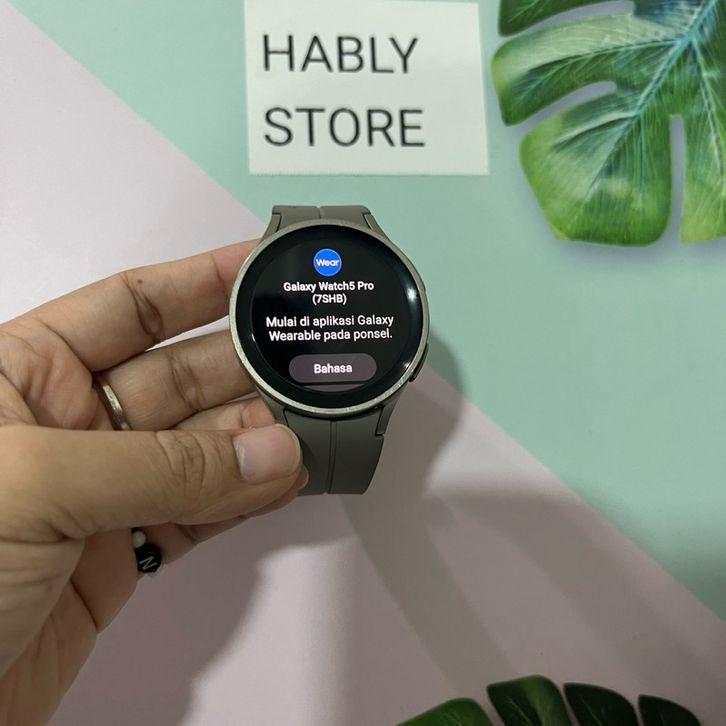 HABLY
STORE
Wear
Galaxy Watch5 Pro
(7SHB)
Mulai di aplikasi Galaxy
Wearable pada ponsel.
Bahasa
N